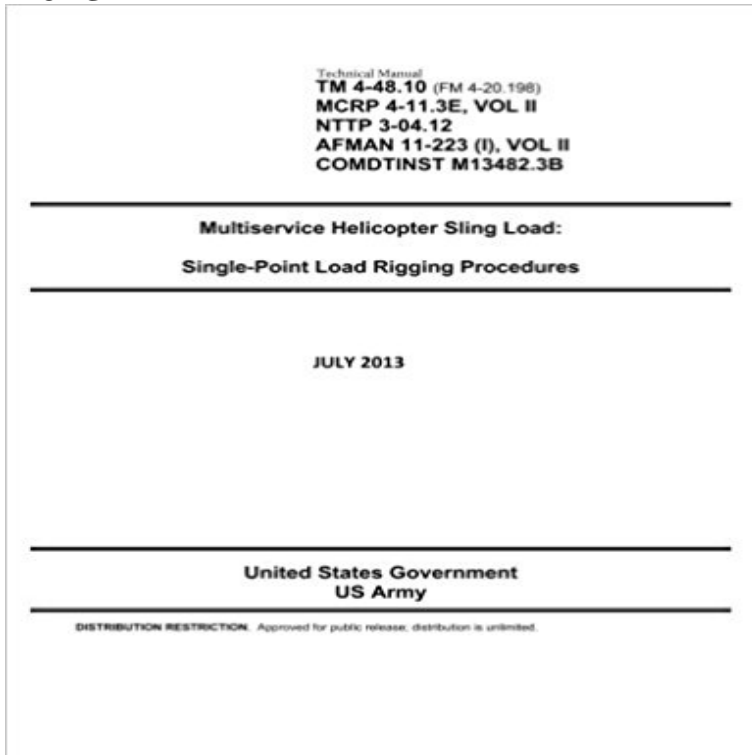 Technical Manual
TM 4-48.10 (FM 4-20.198)
MCRP 4-11.3E, VOL II
NTTP 3-04.12
AFMAN 11-223 (I), VOL II
COMDTINST M13482.3B
Multiservice Helicopter Sling Load:
Single-Point Load Rigging Procedures
JULY 2013
United States Government
US Army
DISTRIBUTION RESTRICTION. Approved for public release; distribution is unlimited.